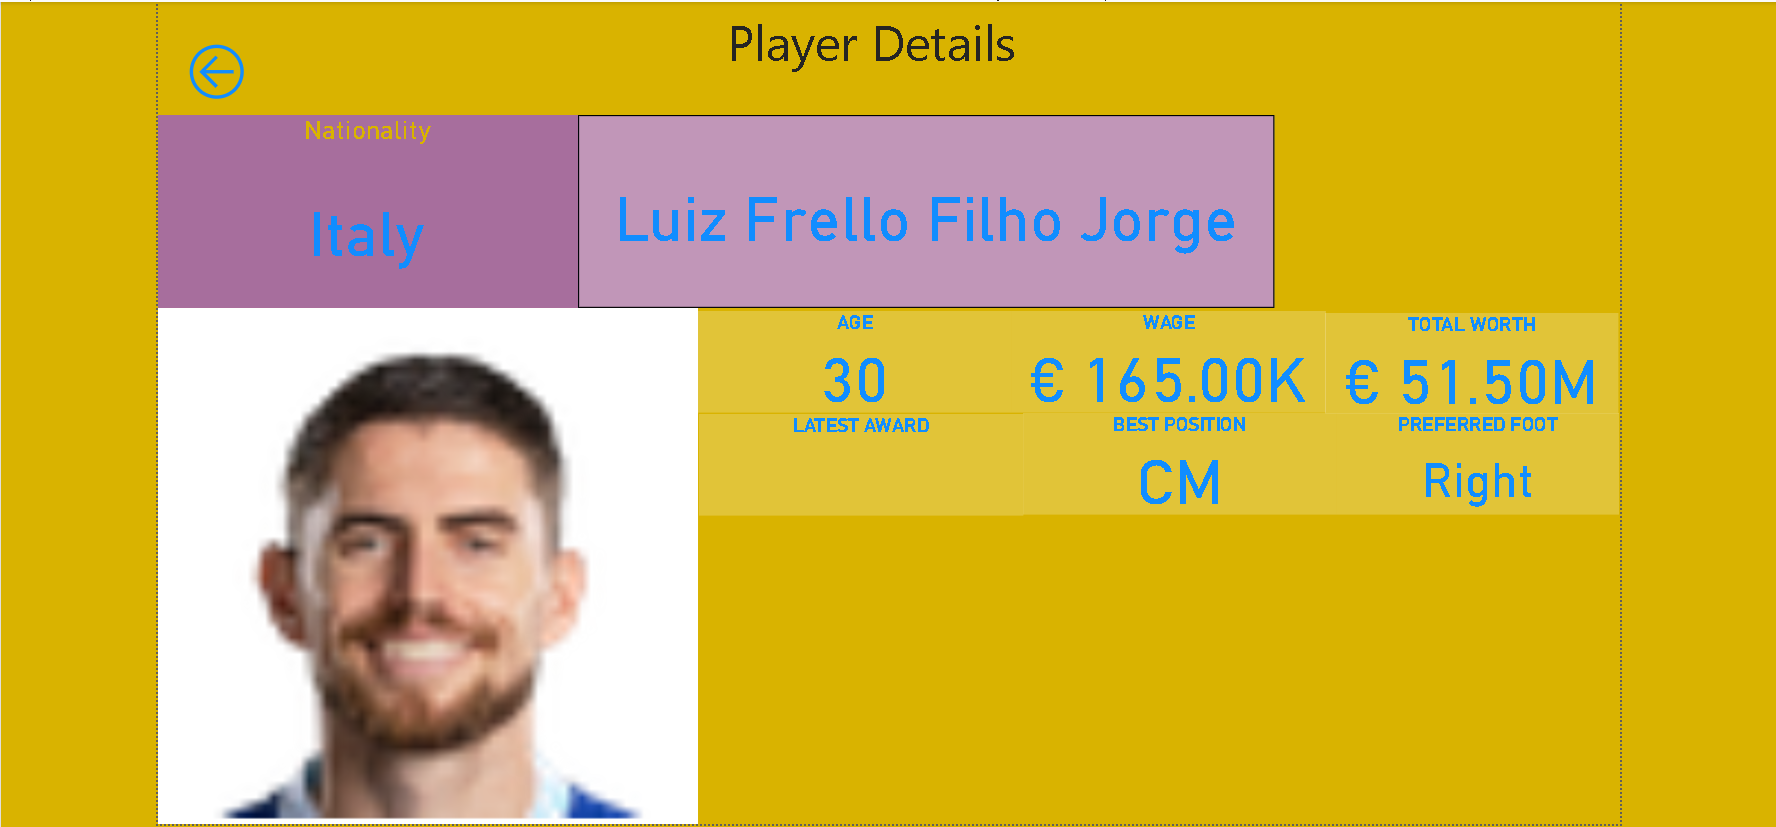 Player Details
Nationality
Italy
Luiz Frello Filho Jorge
AGE
30
WAGE
€ 165.00K
TOTAL WORTH
€ 51.50M
LATEST AWARD
BEST POSITION
CM
PREFERRED FOOT
Right